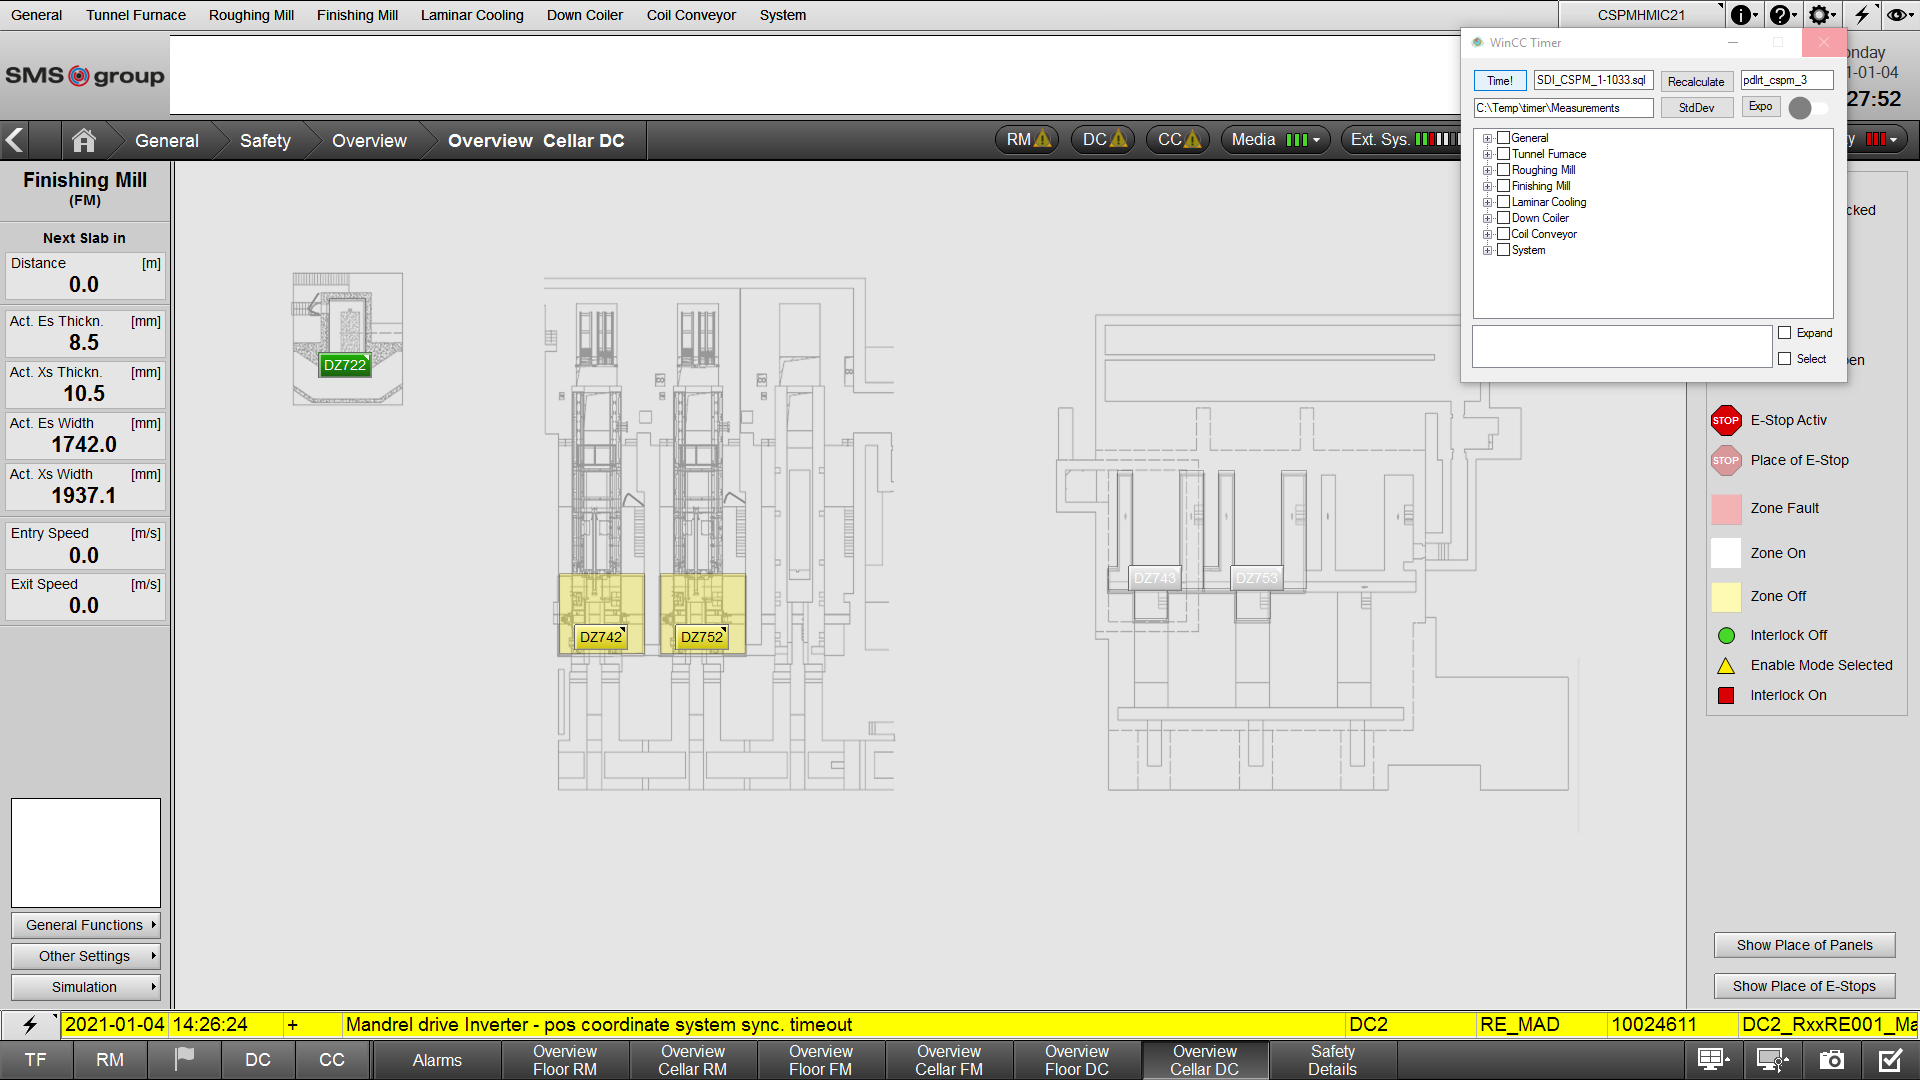 General Tunnel Furnace Roughing Mill Finishing Mill Laminar Cooling Down Coiler Coil Conveyor System CSPMHMIC21
SMS group
WinCC Timer
Time! SDI_CSPM_1-1033.sql Recalculate pdlrt_cspm_3
C:\Temp\timer\Measurements StdDev Expo
General
Tunnel Furnace
Roughing Mill
Finishing Mill
Laminar Cooling
Down Coiler
Coil Conveyor
System
Expand
Select
nday
1-01-04
27:52
General Safety Overview Overview Cellar DC RM DC CC Media Ext. Sys. y
Finishing Mill
(FM)
Next Slab in
Distance [m]
0.0
Act. Es Thickn. [mm]
8.5
Act. Xs Thickn. [mm]
10.5
Act. Es Width [mm]
1742.0
Act. Xs Width [mm]
1937.1
Entry Speed [m/s]
0.0
Exit Speed [m/s]
0.0
General Functions
Other Settings
Simulation
DZ722
DZ742
DZ752
DZ743
DZ753
cked
en
STOP E-Stop Activ
STOP Place of E-Stop
Zone Fault
Zone On
Zone Off
Interlock Off
Enable Mode Selected
Interlock On
Show Place of Panels
Show Place of E-Stops
2021-01-04 14:26:24 + Mandrel drive Inverter - pos coordinate system sync. timeout DC2 RE_MAD 10024611 DC2_RxxRE001_Ma
TF RM DC CC Alarms
Overview Floor RM
Overview Cellar RM
Overview Floor FM
Overview Cellar FM
Overview Floor DC
Overview Cellar DC
Safety Details